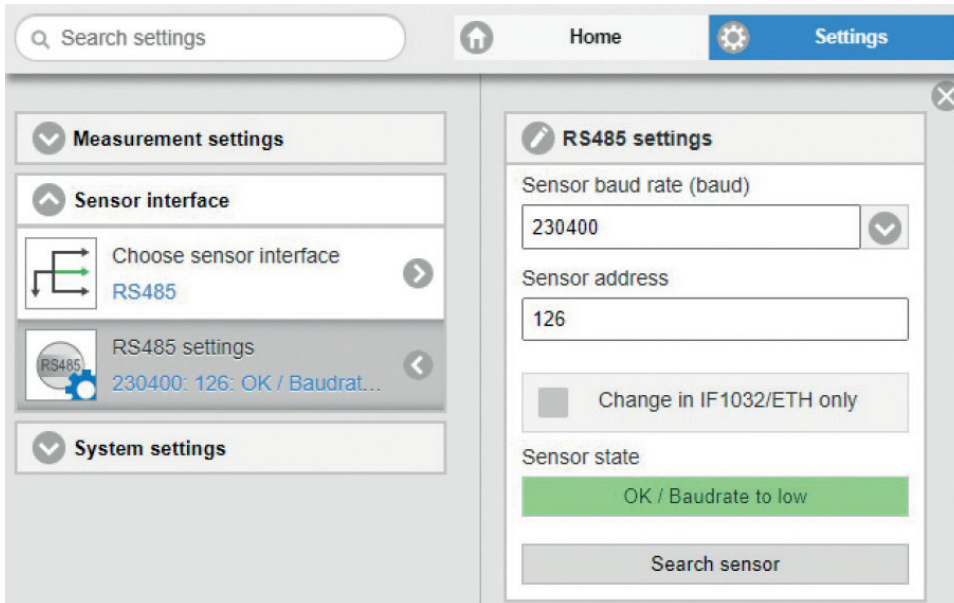 Search settings
Home
Settings
Measurement settings
Sensor interface
Choose sensor interface
RS485
RS485
RS485 settings
230400: 126: OK / Baudrat...
System settings
RS485 settings
Sensor baud rate (baud)
230400
Sensor address
126
Change in IF1032/ETH only
Sensor state
OK / Baudrate to low
Search sensor